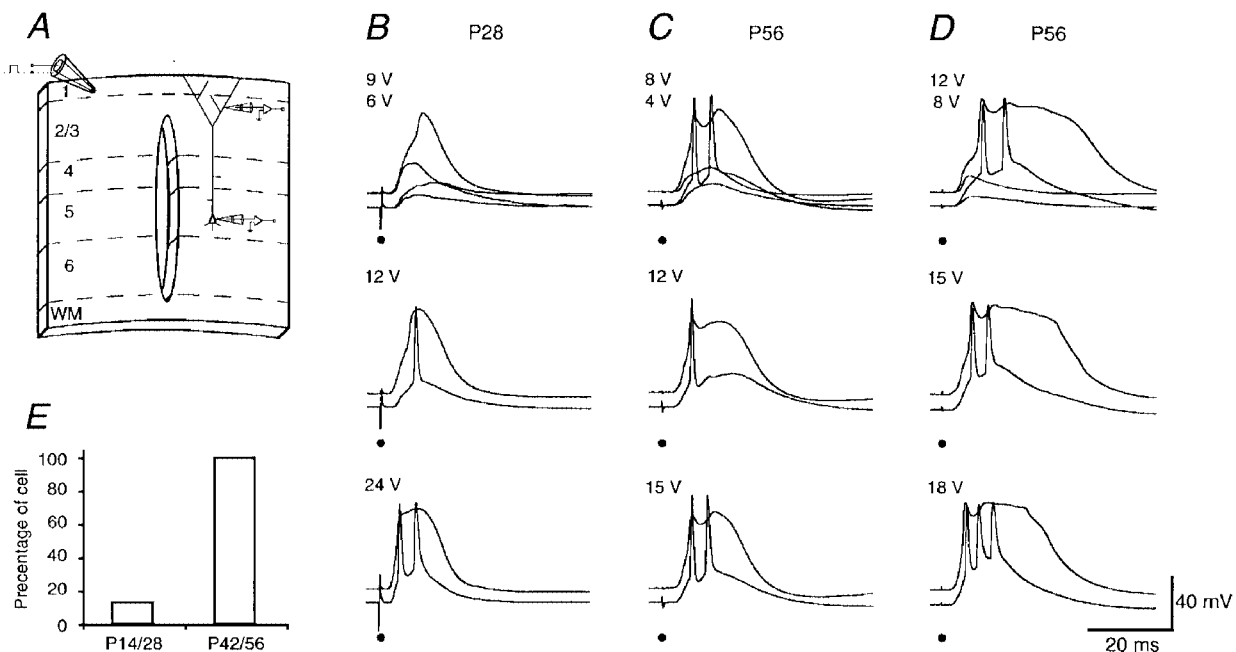 A
1
2/3
4
5
6
WM
B P28
9 V
6 V
12 V
24 V
C P56
8 V
4 V
12 V
15 V
D P56
12 V
8 V
15 V
18 V
40 mV
20 ms
E
Precentage of cell
100
80
60
40
20
0
P14/28 P42/56